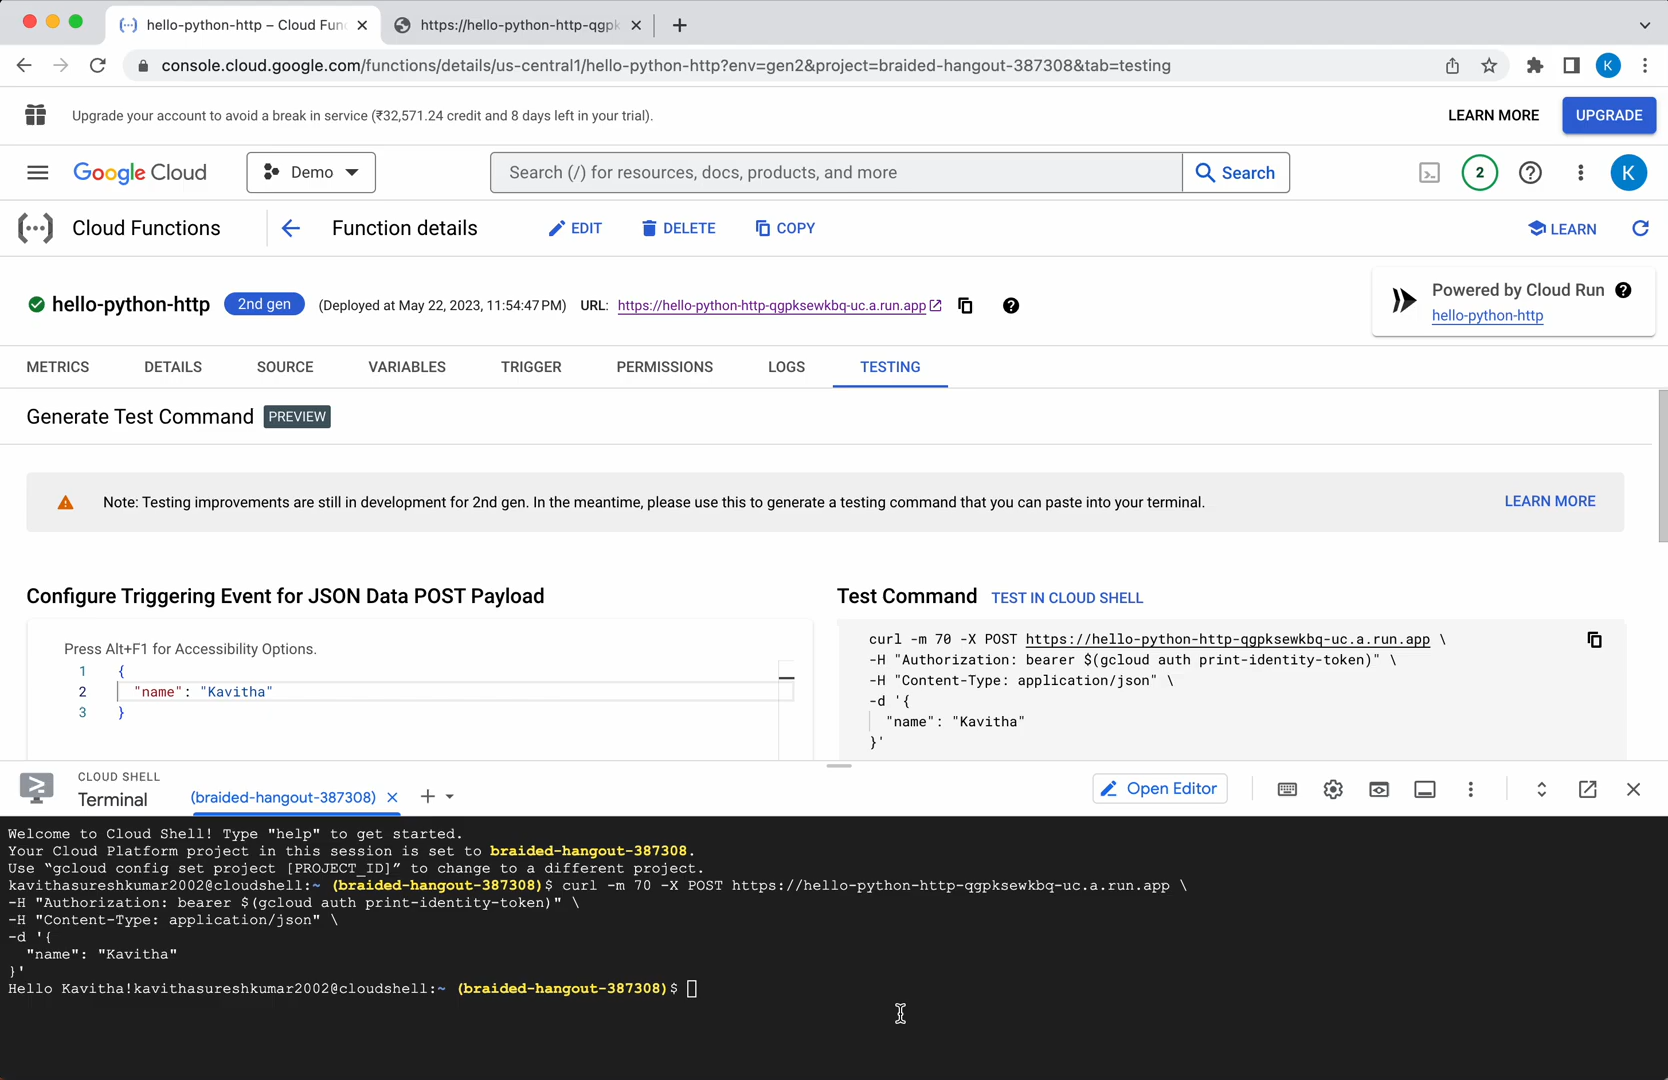 hello-python-http – Cloud Fun
https://hello-python-http-qgpk
console.cloud.google.com/functions/details/us-central1/hello-python-http?env=gen2&project=braided-hangout-387308&tab=testing
K
Upgrade your account to avoid a break in service (₹32,571.24 credit and 8 days left in your trial).
LEARN MORE
UPGRADE
Google Cloud
Demo
Search (/) for resources, docs, products, and more
Search
2
K
Cloud Functions
Function details
EDIT
DELETE
COPY
LEARN
hello-python-http
2nd gen
(Deployed at May 22, 2023, 11:54:47 PM)
URL:
https://hello-python-http-qgpksewkbq-uc.a.run.app
Powered by Cloud Run
hello-python-http
METRICS
DETAILS
SOURCE
VARIABLES
TRIGGER
PERMISSIONS
LOGS
TESTING
Generate Test Command
PREVIEW
Note: Testing improvements are still in development for 2nd gen. In the meantime, please use this to generate a testing command that you can paste into your terminal.
LEARN MORE
Configure Triggering Event for JSON Data POST Payload
Press Alt+F1 for Accessibility Options.
1 {
2 "name": "Kavitha"
3 }
Test Command
TEST IN CLOUD SHELL
curl -m 70 -X POST https://hello-python-http-qgpksewkbq-uc.a.run.app \
-H "Authorization: bearer $(gcloud auth print-identity-token)" \
-H "Content-Type: application/json" \
-d '{
"name": "Kavitha"
}'
CLOUD SHELL
Terminal
(braided-hangout-387308)
Open Editor
Welcome to Cloud Shell! Type "help" to get started.
Your Cloud Platform project in this session is set to braided-hangout-387308.
Use “gcloud config set project [PROJECT_ID]” to change to a different project.
kavithasureshkumar2002@cloudshell:~ (braided-hangout-387308)$ curl -m 70 -X POST https://hello-python-http-qgpksewkbq-uc.a.run.app \
-H "Authorization: bearer $(gcloud auth print-identity-token)" \
-H "Content-Type: application/json" \
-d '{
"name": "Kavitha"
}'
Hello Kavitha!kavithasureshkumar2002@cloudshell:~ (braided-hangout-387308)$